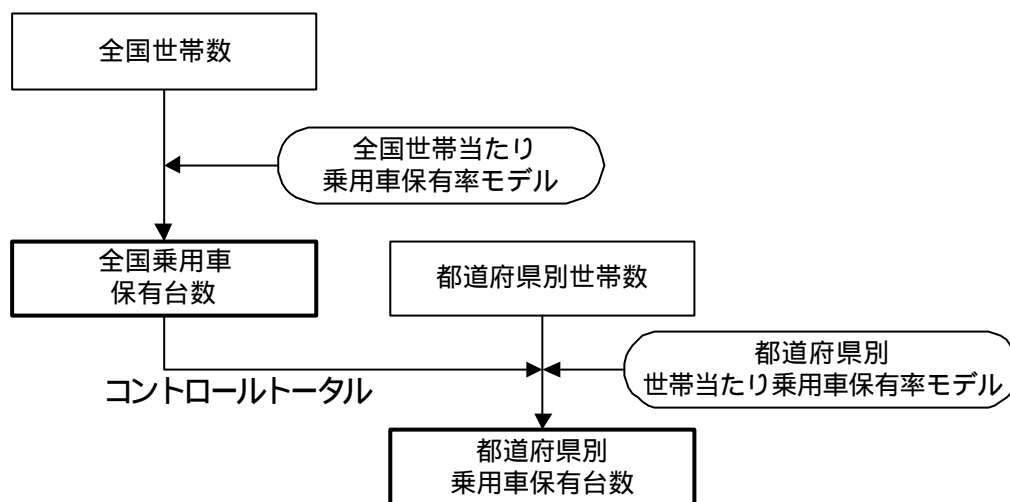 全国世帯数
全国世帯当たり
乗用車保有率モデル
全国乗用車
保有台数
都道府県別世帯数
都道府県別
世帯当たり乗用車保有率モデル
コントロールトータル
都道府県別
乗用車保有台数